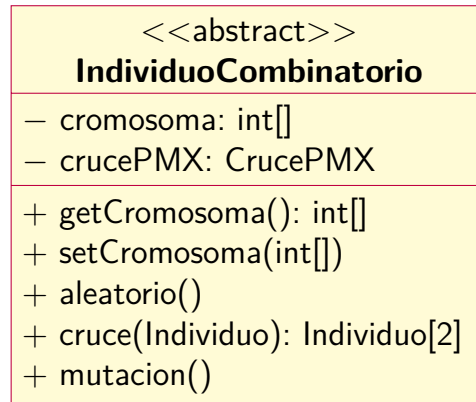 <<abstract>>
IndividuoCombinatorio
− cromosoma: int[]
− crucePMX: CrucePMX
+ getCromosoma(): int[]
+ setCromosoma(int[])
+ aleatorio()
+ cruce(Individuo): Individuo[2]
+ mutacion()